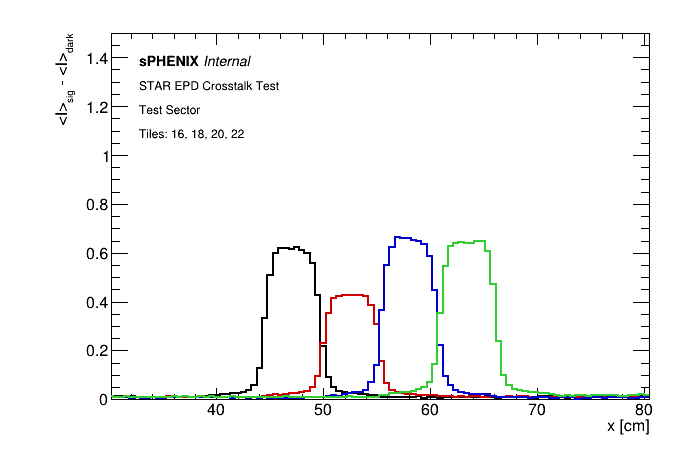 <I>sig - <I>dark
1.4
1.2
1
0.8
0.6
0.4
0.2
0
sPHENIX Internal
STAR EPD Crosstalk Test
Test Sector
Tiles: 16, 18, 20, 22
40 50 60 70 80
x [cm]